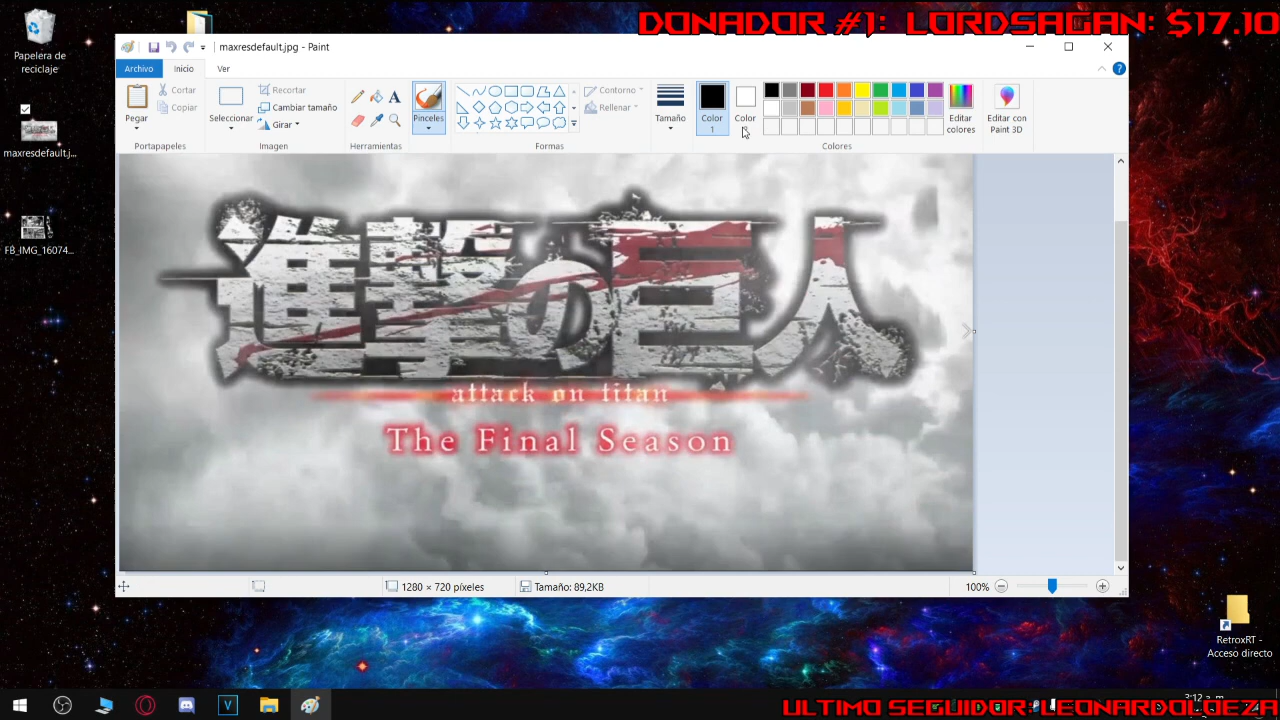 DONADOR #1: LORDSAGAN: $17.10
Papelera de
reciclaje
maxresdefault.j...
FB_IMG_16074...
maxresdefault.jpg - Paint
Archivo
Inicio
Ver
Pegar
Cortar
Copiar
Portapapeles
Seleccionar
Recortar
Cambiar tamaño
Girar
Imagen
A
Herramientas
Pinceles
Contorno
Rellenar
Formas
Tamaño
Color
1
Color
Editar
colores
Colores
Editar con
Paint 3D
進撃の巨人
attack on titan
The Final Season
1280 × 720 píxeles
Tamaño: 89,2KB
100%
RetroxRT -
Acceso directo
V
3:12 a. m.
ULTIMO SEGUIDOR: LEONARDOLOEZA